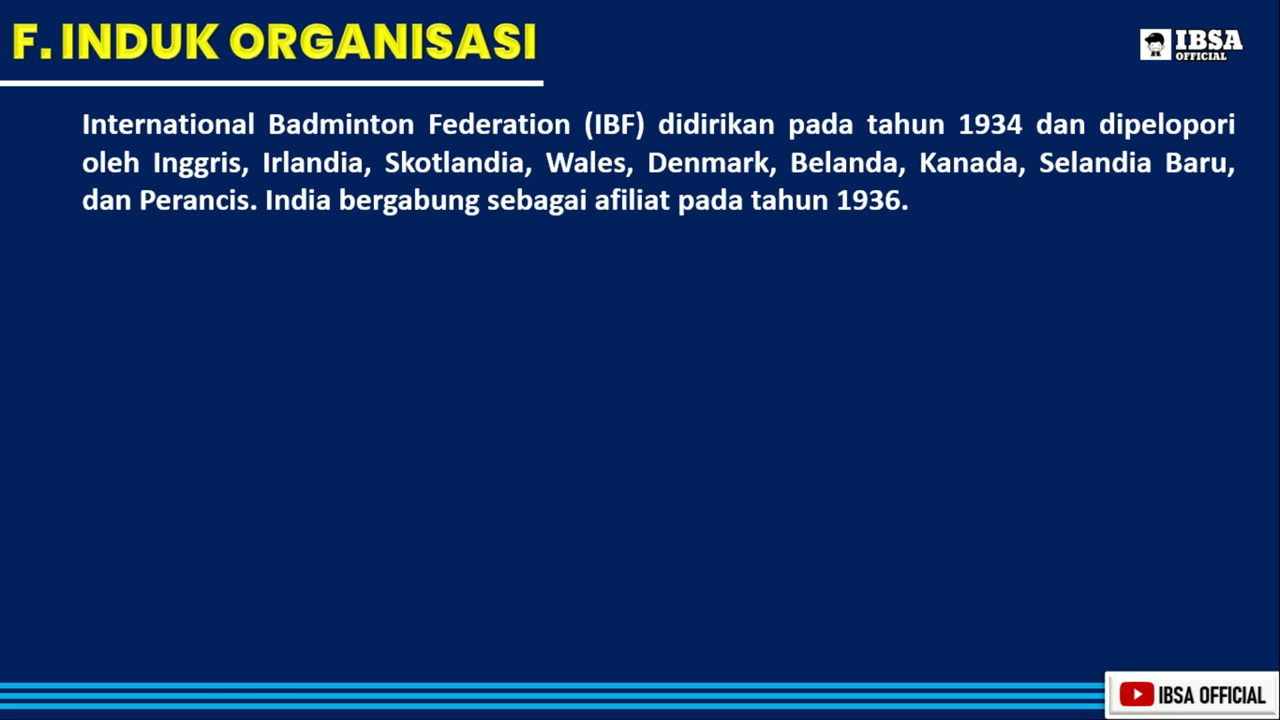 F. INDUK ORGANISASI
IBSA
OFFICIAL
International Badminton Federation (IBF) didirikan pada tahun 1934 dan dipelopori
oleh Inggris, Irlandia, Skotlandia, Wales, Denmark, Belanda, Kanada, Selandia Baru,
dan Perancis. India bergabung sebagai afiliat pada tahun 1936.
IBSA OFFICIAL